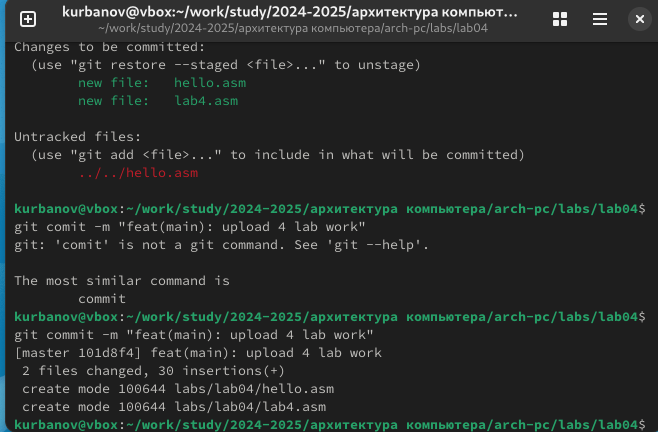 kurbanov@vbox:~/work/study/2024-2025/архитектура компьют...
~/work/study/2024-2025/архитектура компьютера/arch-pc/labs/lab04
Changes to be committed:
  (use "git restore --staged <file>..." to unstage)
        new file:   hello.asm
        new file:   lab4.asm

Untracked files:
  (use "git add <file>..." to include in what will be committed)
        ../../hello.asm

kurbanov@vbox:~/work/study/2024-2025/архитектура компьютера/arch-pc/labs/lab04$
git comit -m "feat(main): upload 4 lab work"
git: 'comit' is not a git command. See 'git --help'.

The most similar command is
        commit
kurbanov@vbox:~/work/study/2024-2025/архитектура компьютера/arch-pc/labs/lab04$
git commit -m "feat(main): upload 4 lab work"
[master 101d8f4] feat(main): upload 4 lab work
 2 files changed, 30 insertions(+)
 create mode 100644 labs/lab04/hello.asm
 create mode 100644 labs/lab04/lab4.asm
kurbanov@vbox:~/work/study/2024-2025/архитектура компьютера/arch-pc/labs/lab04$